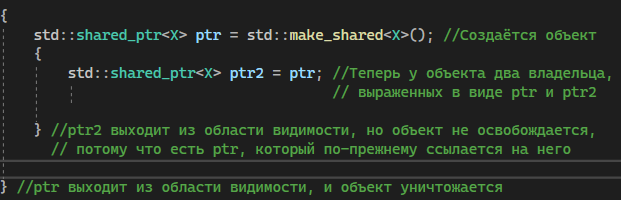 {
std::shared_ptr<X> ptr = std::make_shared<X>(); //Создаётся объект
{
std::shared_ptr<X> ptr2 = ptr; //Теперь у объекта два владельца,
// выраженных в виде ptr и ptr2
} //ptr2 выходит из области видимости, но объект не освобождается,
// потому что есть ptr, который по-прежнему ссылается на него
} //ptr выходит из области видимости, и объект уничтожается